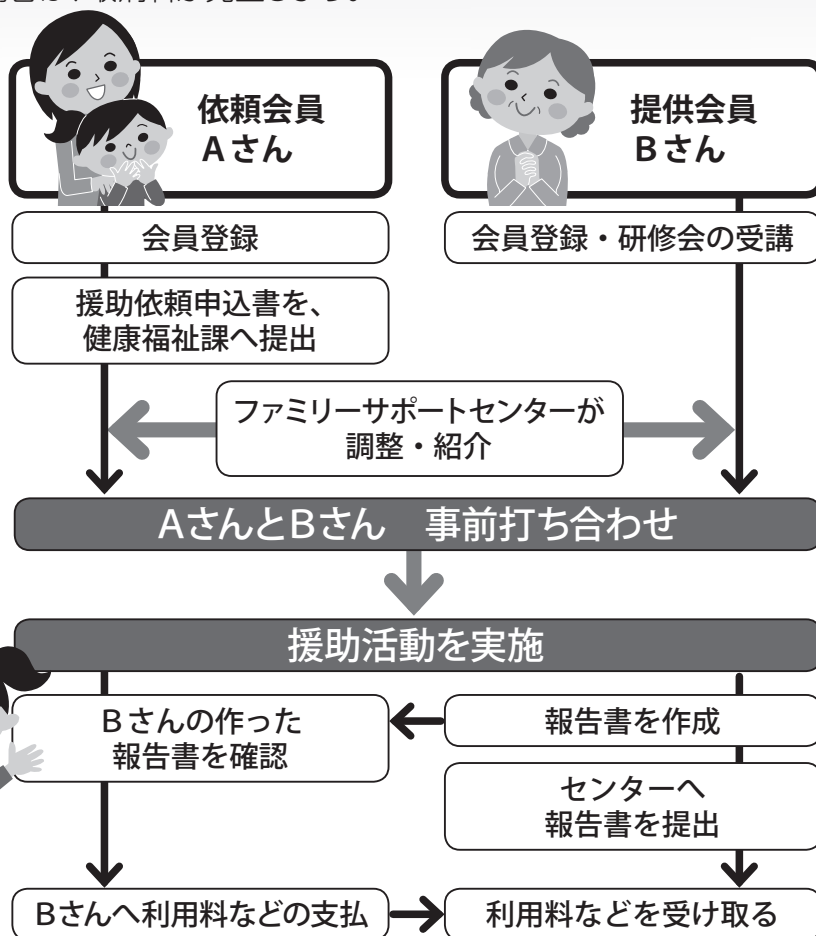 依頼会員
Aさん
提供会員
Bさん
会員登録
会員登録・研修会の受講
援助依頼申込書を、
健康福祉課へ提出
ファミリーサポートセンターが
調整・紹介
AさんとBさん　事前打ち合わせ
援助活動を実施
Bさんの作った
報告書を確認
報告書を作成
センターへ
報告書を提出
Bさんへ利用料などの支払
利用料などを受け取る